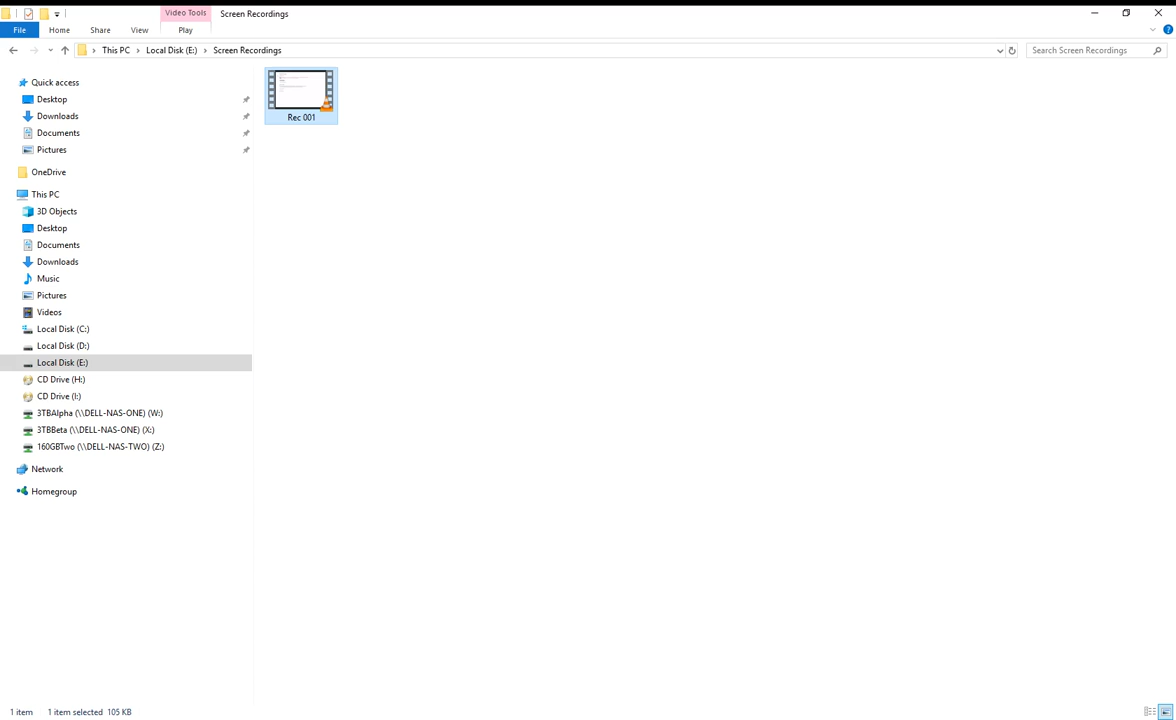 Video Tools
Screen Recordings
File
Home
Share
View
Play
This PC
Local Disk (E:)
Screen Recordings
Search Screen Recordings
Quick access
Desktop
Downloads
Documents
Pictures
OneDrive
This PC
3D Objects
Desktop
Documents
Downloads
Music
Pictures
Videos
Local Disk (C:)
Local Disk (D:)
Local Disk (E:)
CD Drive (H:)
CD Drive (I:)
3TBAlpha (\\DELL-NAS-ONE) (W:)
3TBBeta (\\DELL-NAS-ONE) (X:)
160GBTwo (\\DELL-NAS-TWO) (Z:)
Network
Homegroup
Rec 001
1 item
1 item selected 105 KB